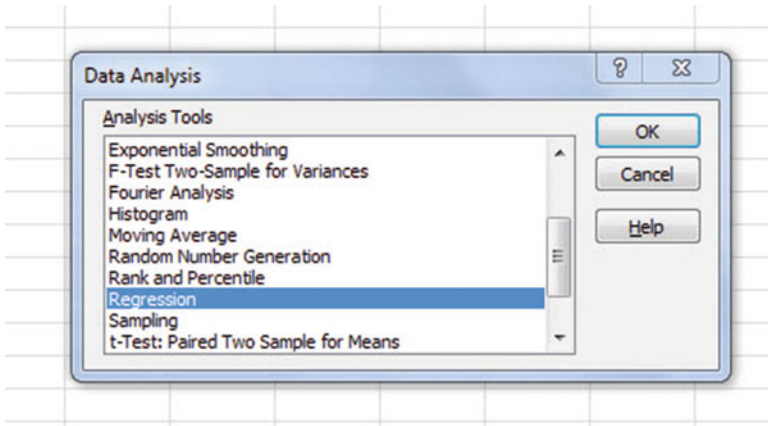 Data Analysis
?
Analysis Tools
Exponential Smoothing
F-Test Two-Sample for Variances
Fourier Analysis
Histogram
Moving Average
Random Number Generation
Rank and Percentile
Regression
Sampling
t-Test: Paired Two Sample for Means
OK
Cancel
Help